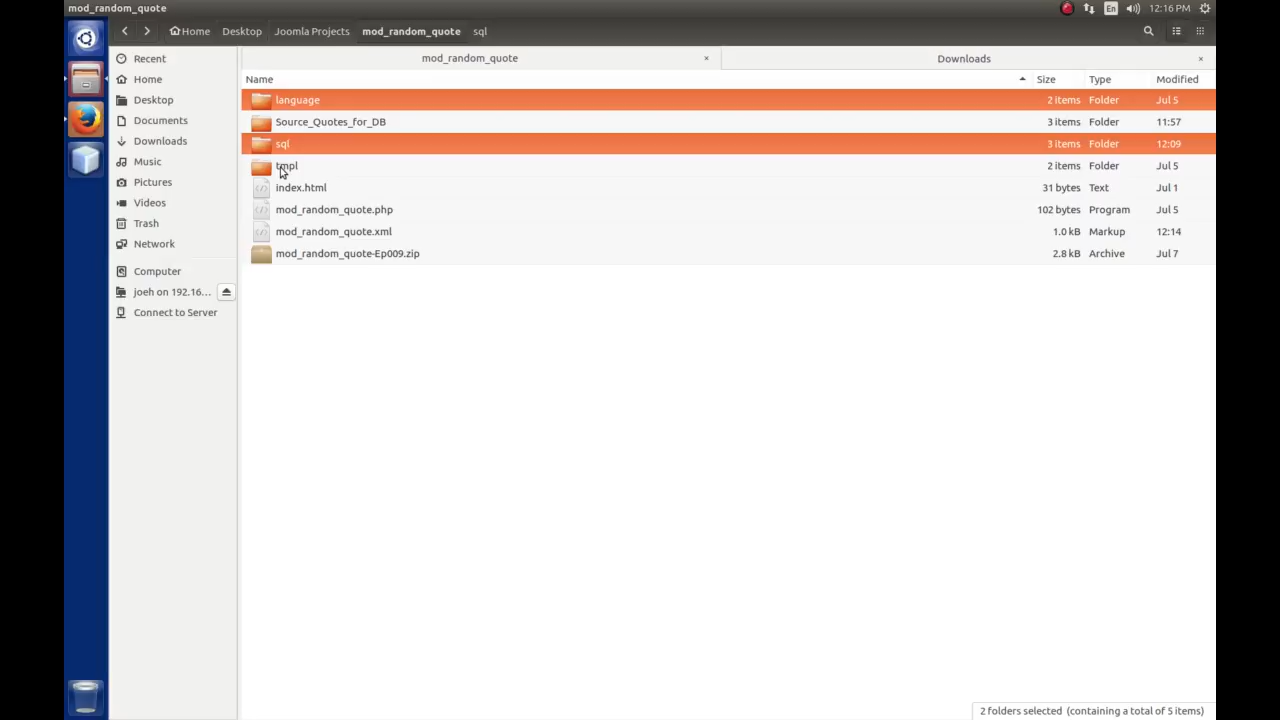 mod_random_quote
En
12:16 PM
Home
Desktop
Joomla Projects
mod_random_quote
sql
Recent
Home
Desktop
Documents
Downloads
Music
Pictures
Videos
Trash
Network
Computer
joeh on 192.16...
Connect to Server
mod_random_quote
Downloads
Name Size Type Modified
language 2 items Folder Jul 5
Source_Quotes_for_DB 3 items Folder 11:57
sql 3 items Folder 12:09
tmpl 2 items Folder Jul 5
index.html 31 bytes Text Jul 1
mod_random_quote.php 102 bytes Program Jul 5
mod_random_quote.xml 1.0 kB Markup 12:14
mod_random_quote-Ep009.zip 2.8 kB Archive Jul 7
2 folders selected (containing a total of 5 items)